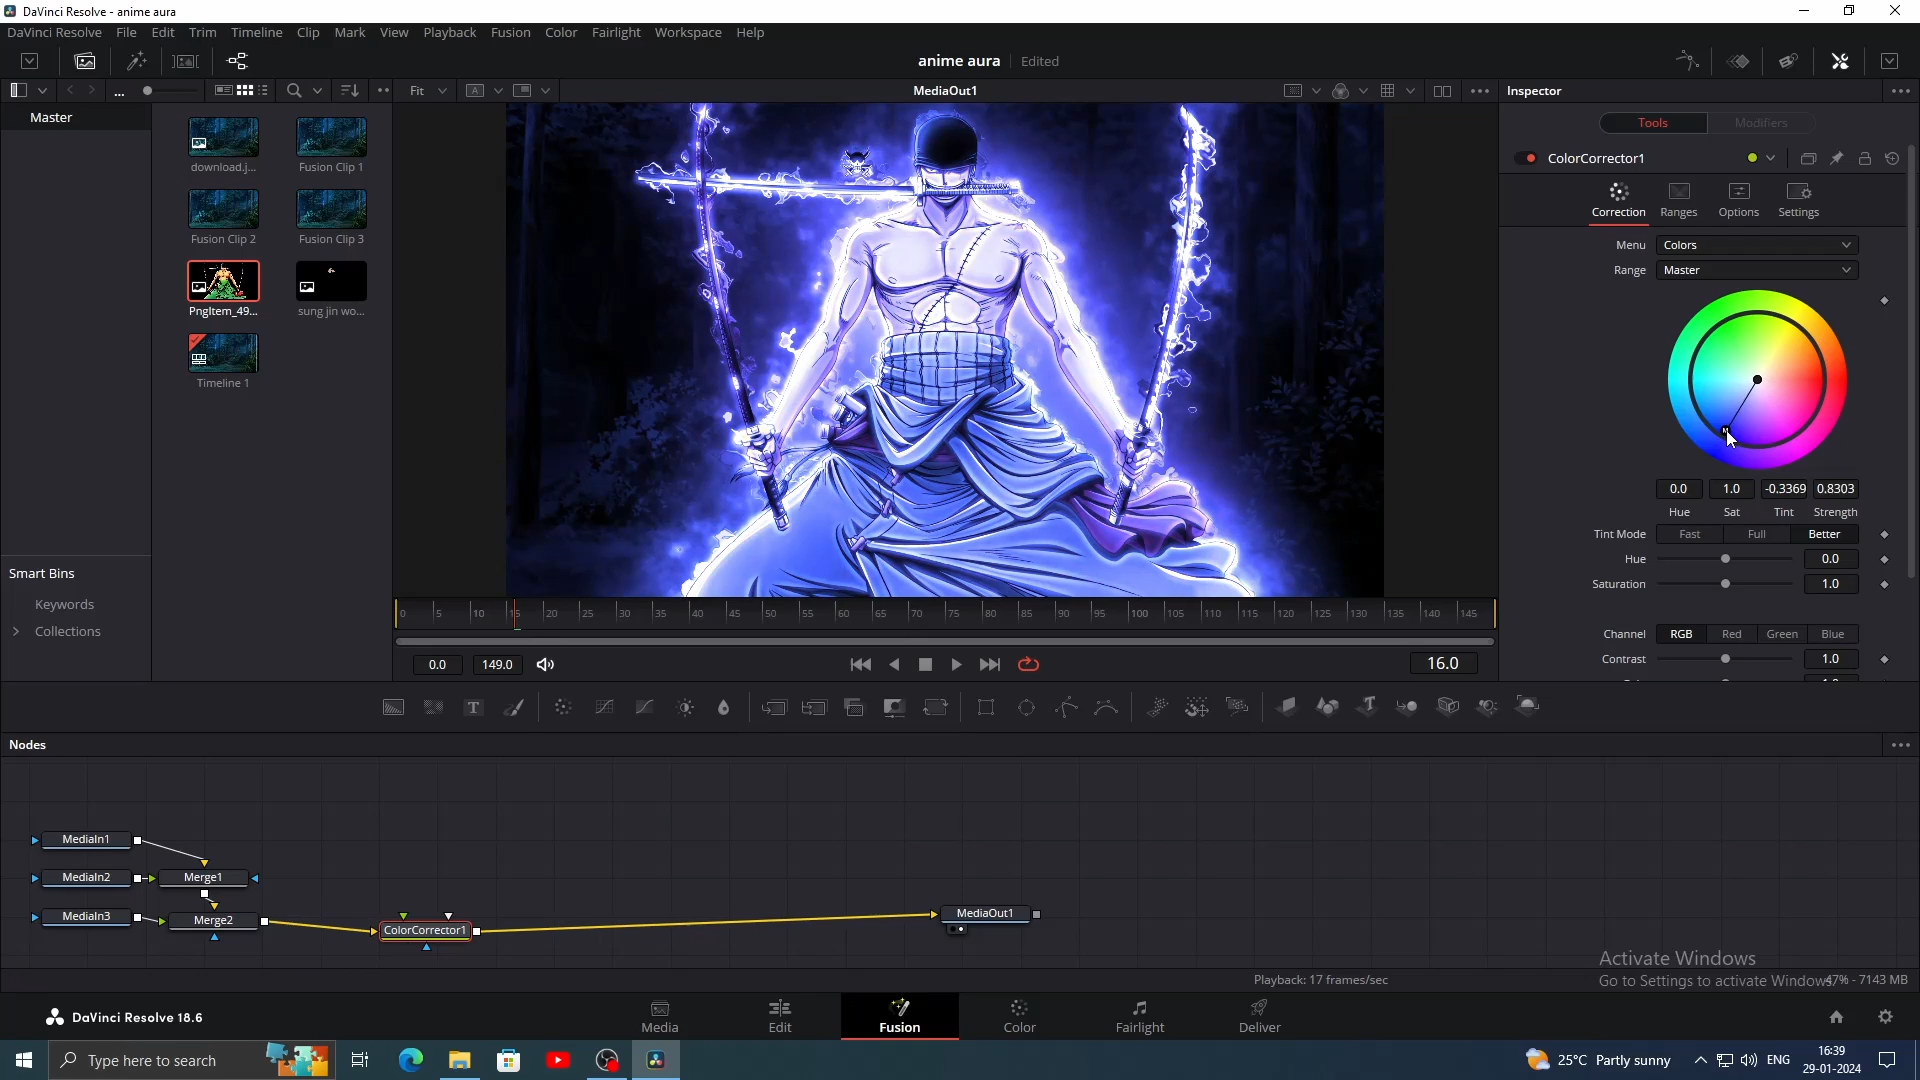 DaVinci Resolve - anime aura
DaVinci Resolve File Edit Trim Timeline Clip Mark View Playback Fusion Color Fairlight Workspace Help
anime aura Edited
... Fit A MediaOut1 Inspector
Master
Tools Modifiers
download.j...
Fusion Clip 1
ColorCorrector1
Fusion Clip 2
Fusion Clip 3
Correction Ranges Options Settings
Menu Colors
Range Master
PngItem_49...
sung jin wo...
Timeline 1
M
0.0 1.0 -0.3369 0.8303
Hue Sat Tint Strength
Tint Mode Fast Full Better
Hue 0.0
Saturation 1.0
Smart Bins
Keywords
Collections
0 5 10 15 20 25 30 35 40 45 50 55 60 65 70 75 80 85 90 95 100 105 110 115 120 125 130 135 140 145
Channel RGB Red Green Blue
Contrast 1.0
0.0 149.0 16.0
T T
Nodes
MediaIn1
MediaIn2
Merge1
MediaIn3
Merge2
ColorCorrector1
MediaOut1
Activate Windows
Go to Settings to activate Windows.
Playback: 17 frames/sec
47% - 7143 MB
DaVinci Resolve 18.6
Media Edit Fusion Color Fairlight Deliver
Type here to search
25°C Partly sunny
ENG
16:39
29-01-2024